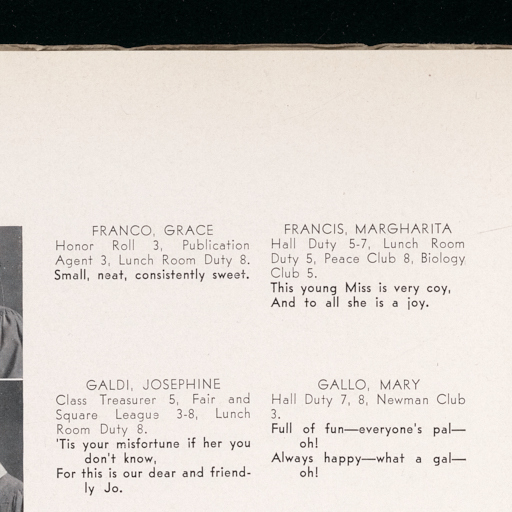 FRANCO, GRACE
Honor Roll 3, Publication
Agent 3, Lunch Room Duty 8.
Small, neat, consistently sweet.
FRANCIS, MARGHARITA
Hall Duty 5-7, Lunch Room
Duty 5, Peace Club 8, Biology
Club 5.
This young Miss is very coy,
And to all she is a joy.
GALDI, JOSEPHINE
Class Treasurer 5, Fair and
Square League 3-8, Lunch
Room Duty 8.
'Tis your misfortune if her you
don't know,
For this is our dear and friend-
ly Jo.
GALLO, MARY
Hall Duty 7, 8, Newman Club
3.
Full of fun—everyone's pal—
oh!
Always happy—what a gal—
oh!